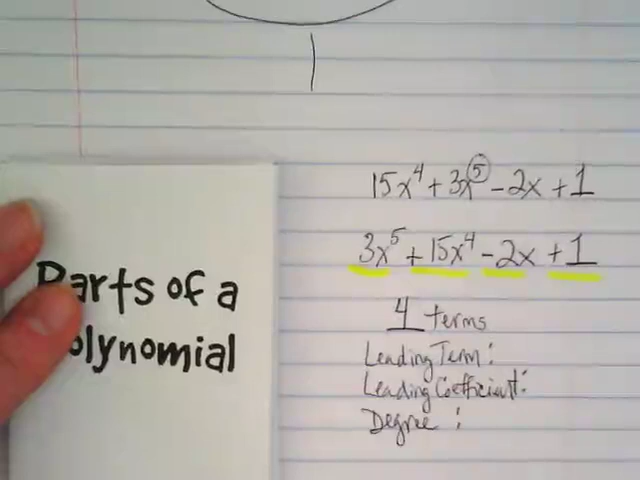 15x⁴ + 3x⁵ - 2x + 1
3x⁵ + 15x⁴ - 2x + 1
4 terms
Leading Term:
Leading Coefficient:
Degree :
Parts of a
olynomial